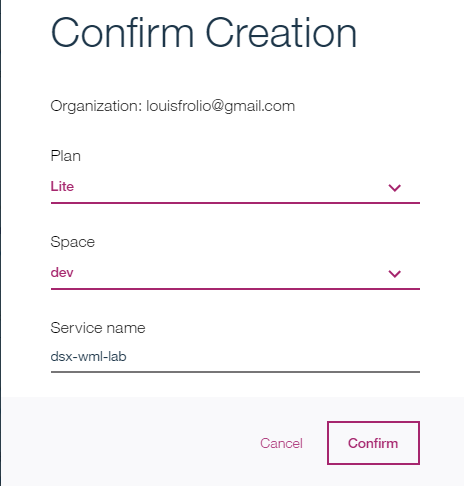 Confirm Creation
Organization: louisfrolio@gmail.com
Plan
Lite
Space
dev
Service name
dsx-wml-lab
Cancel Confirm